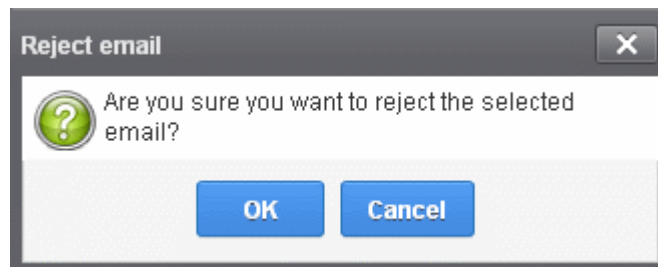 Reject email
Are you sure you want to reject the selected
email?
OK Cancel